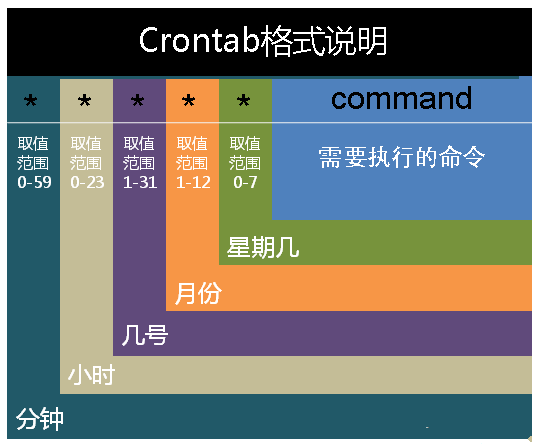 Crontab格式说明
* * * * * command
取值 取值 取值 取值 取值 需要执行的命令
范围 范围 范围 范围 范围
0-59 0-23 1-31 1-12 0-7
星期几
月份
几号
小时
分钟